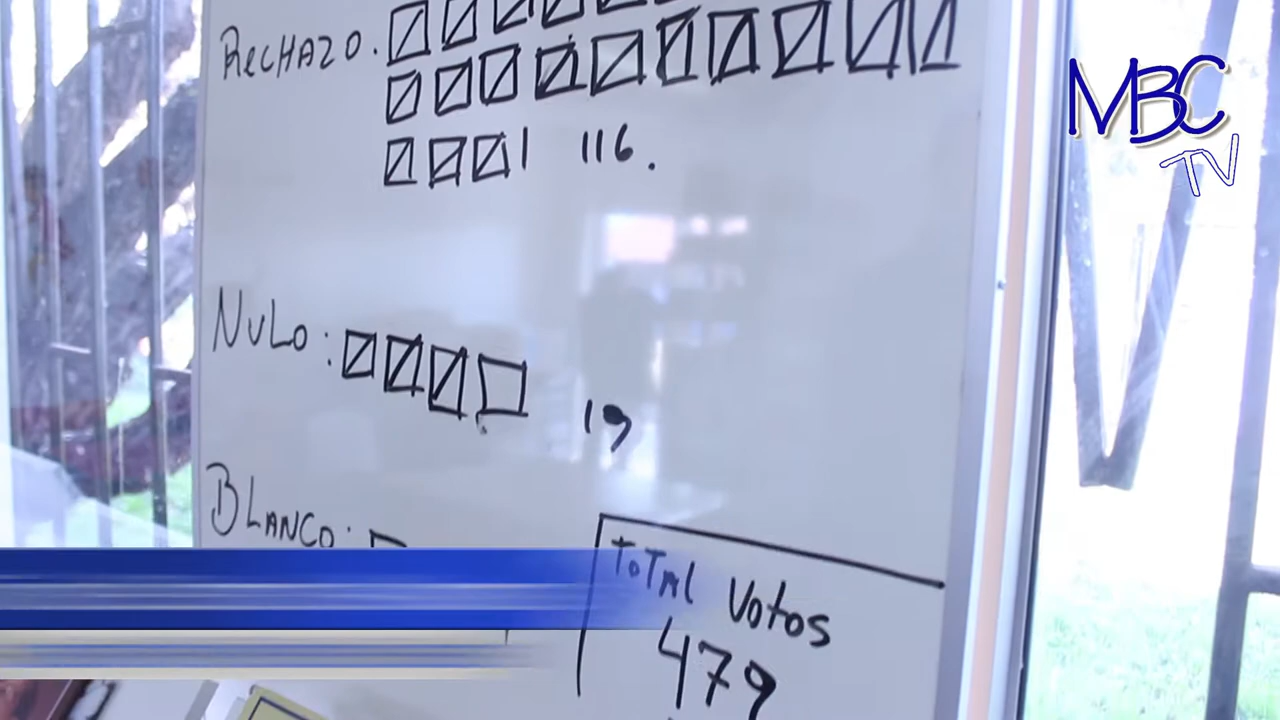 RECHAZO.
116.
NULO:
19
BLANCO:
TOTAL Votos
479
MBC
TV